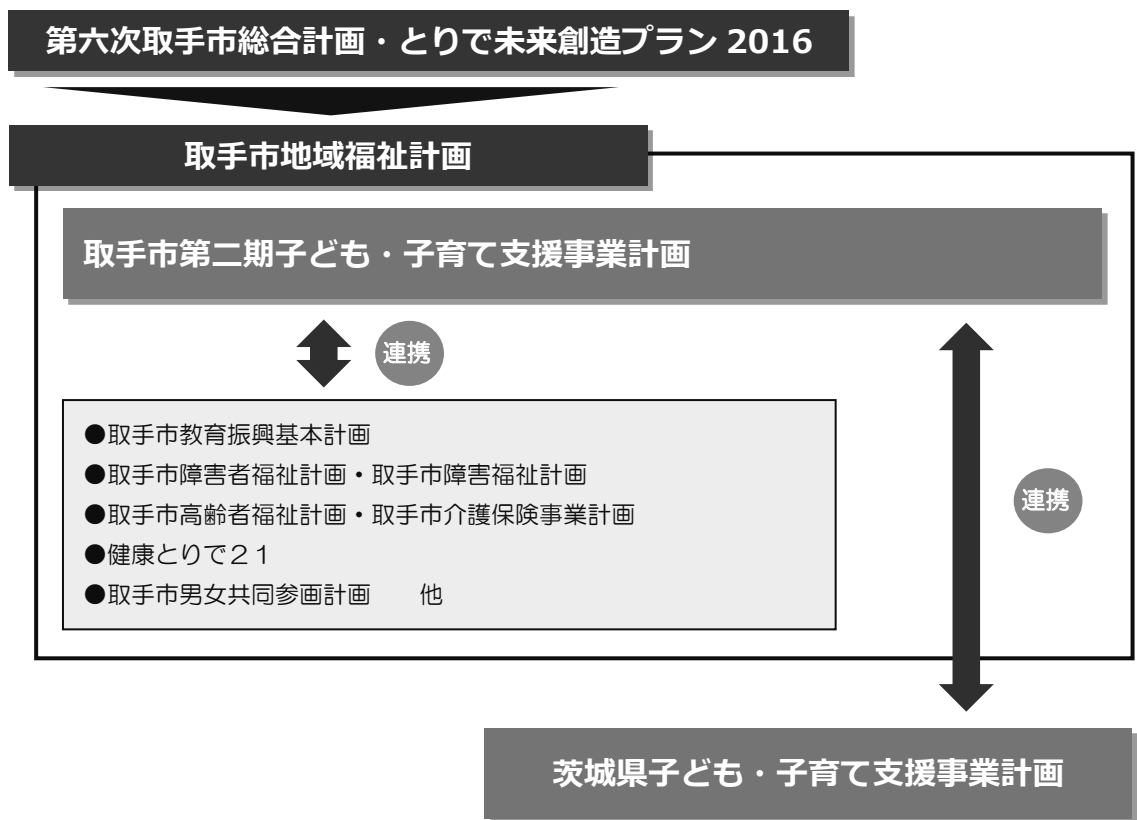 第六次取手市総合計画・とりで未来創造プラン 2016
取手市地域福祉計画
取手市第二期子ども・子育て支援事業計画
連携
●取手市教育振興基本計画
●取手市障害者福祉計画・取手市障害福祉計画
●取手市高齢者福祉計画・取手市介護保険事業計画
●健康とりで２１
●取手市男女共同参画計画　　他
連携
茨城県子ども・子育て支援事業計画